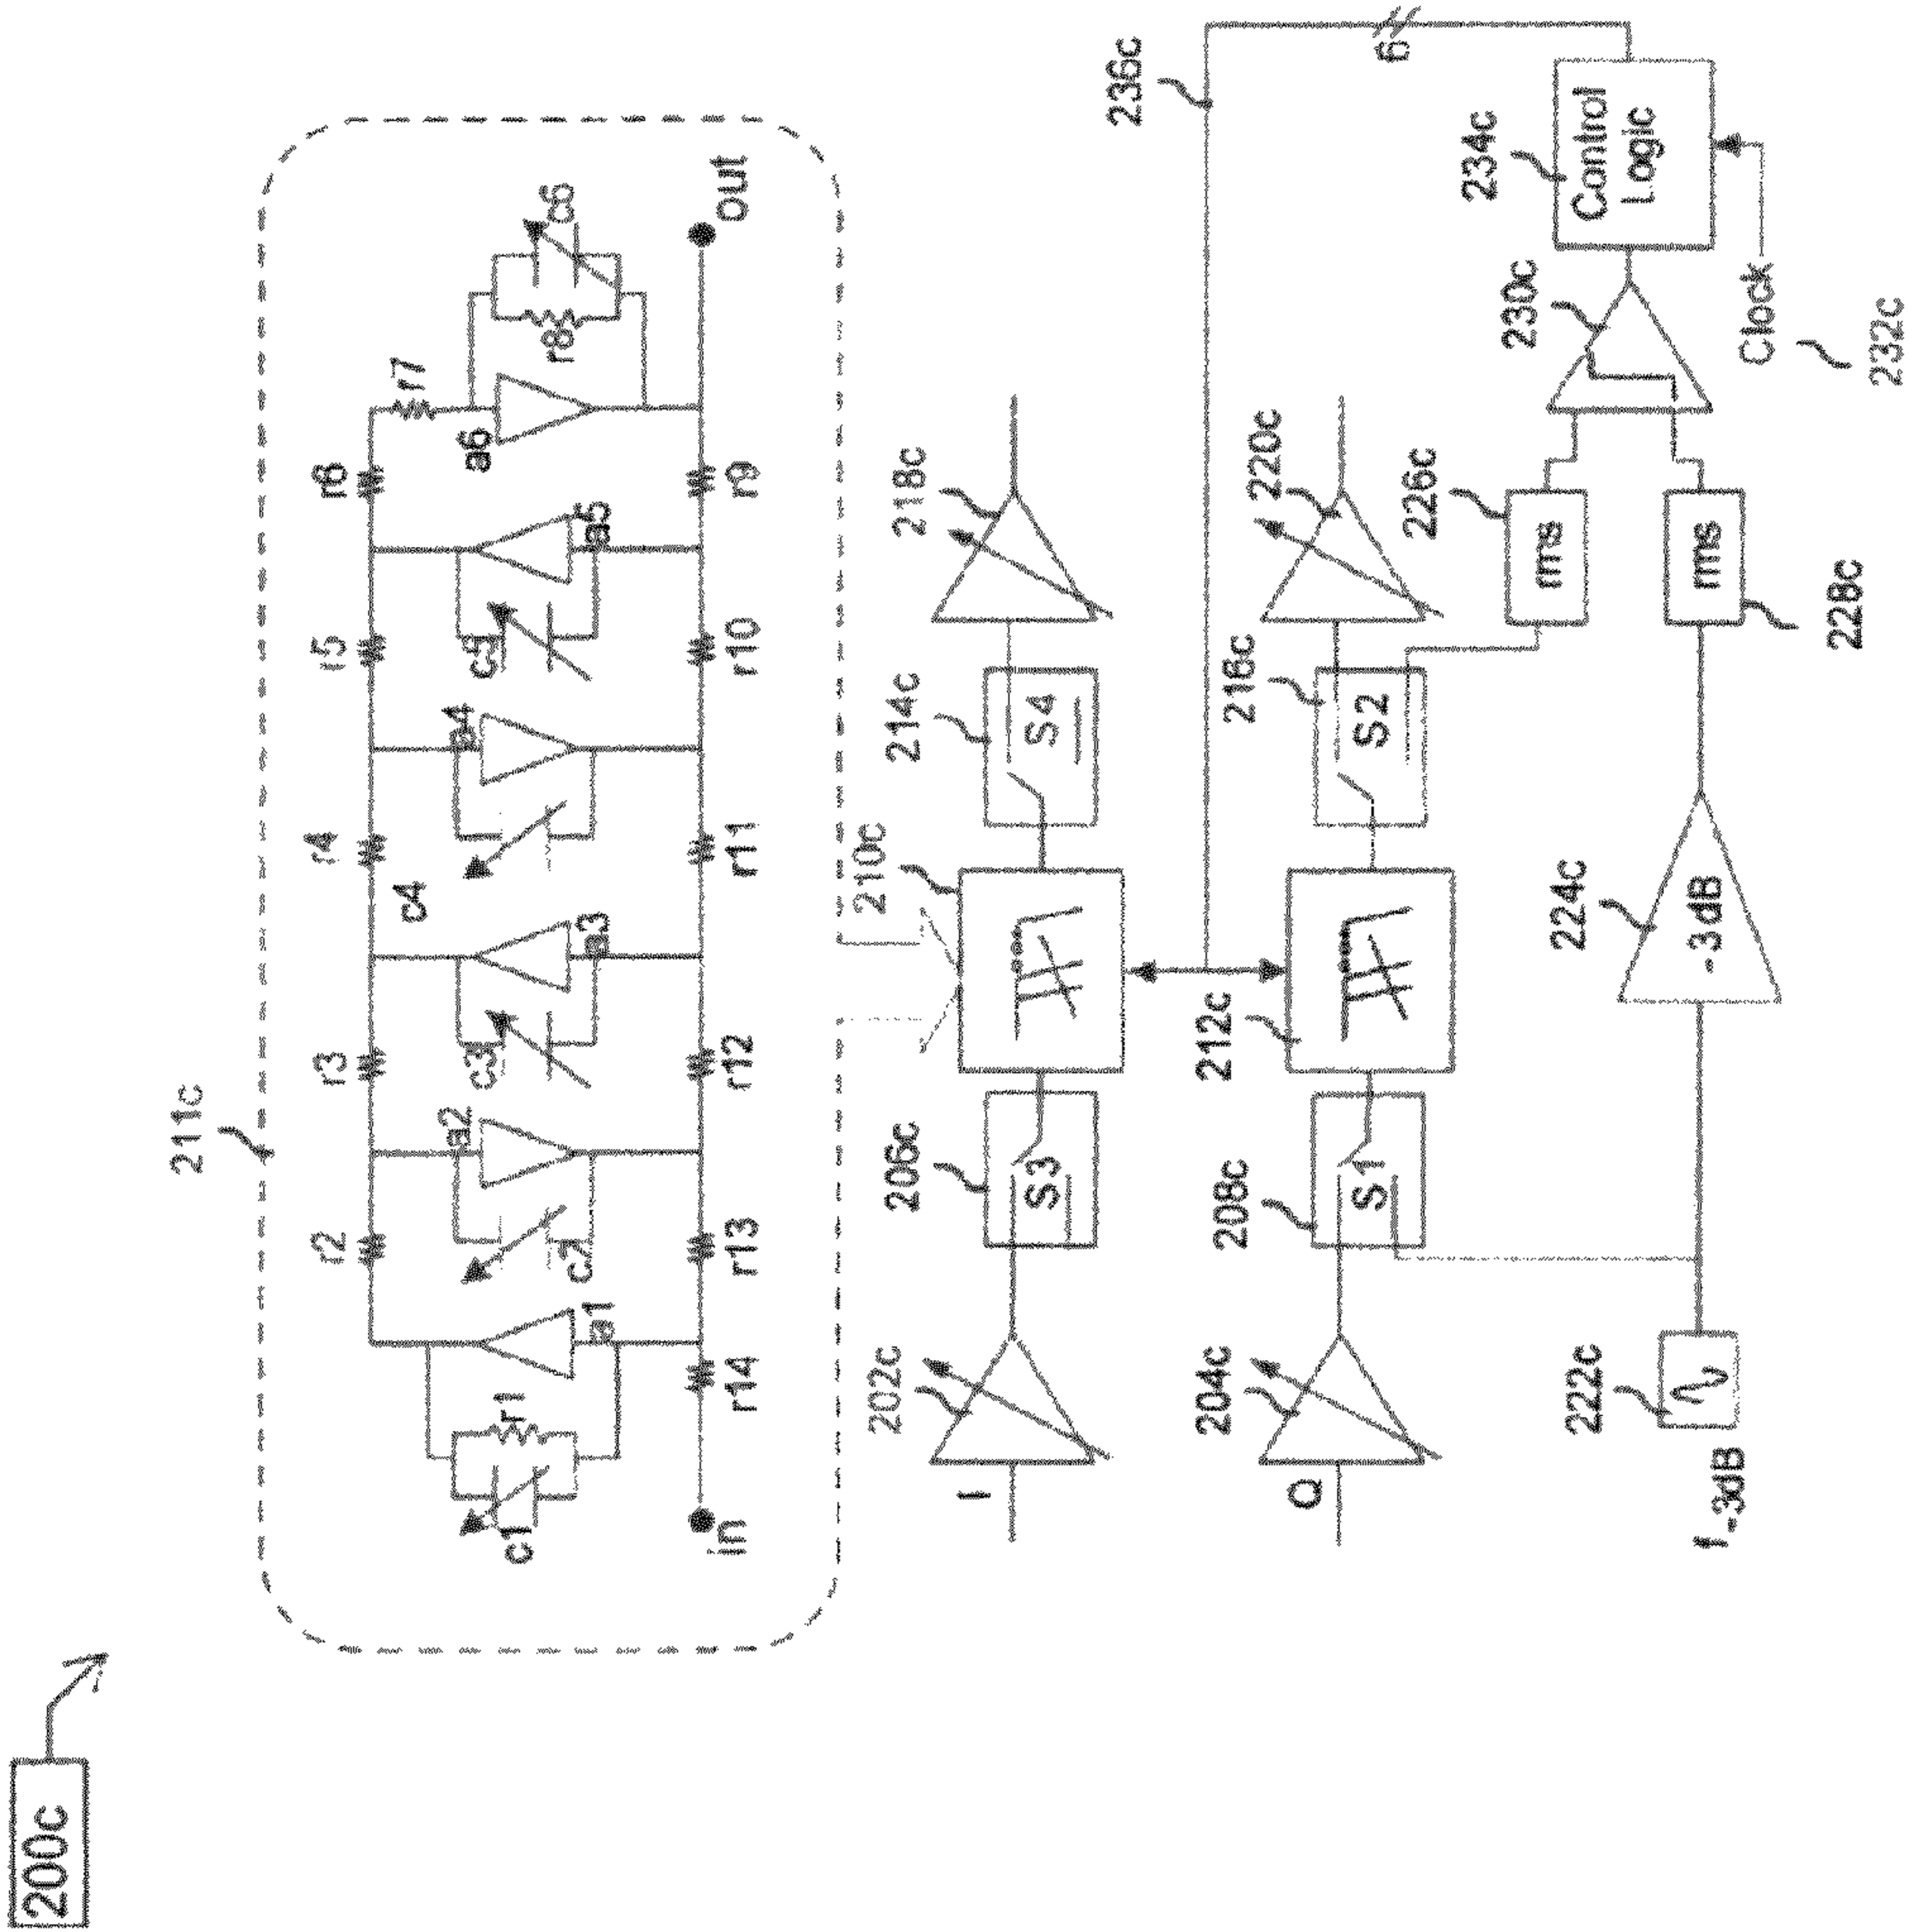 200c
211c
c1
r1
a1
r2
c2
a2
r3
c3
a3
r4
c4
a4
r5
c5
a5
r6
r7
a6
r8
c6
in
r14
r13
r12
r11
r10
r9
out
I
202c
206c
S3
210c
214c
S4
218c
236c
6
Q
204c
208c
S1
212c
216c
S2
220c
226c
rms
230c
234c
Control
Logic
f-3dB
222c
224c
-3dB
rms
228c
Clock
232c